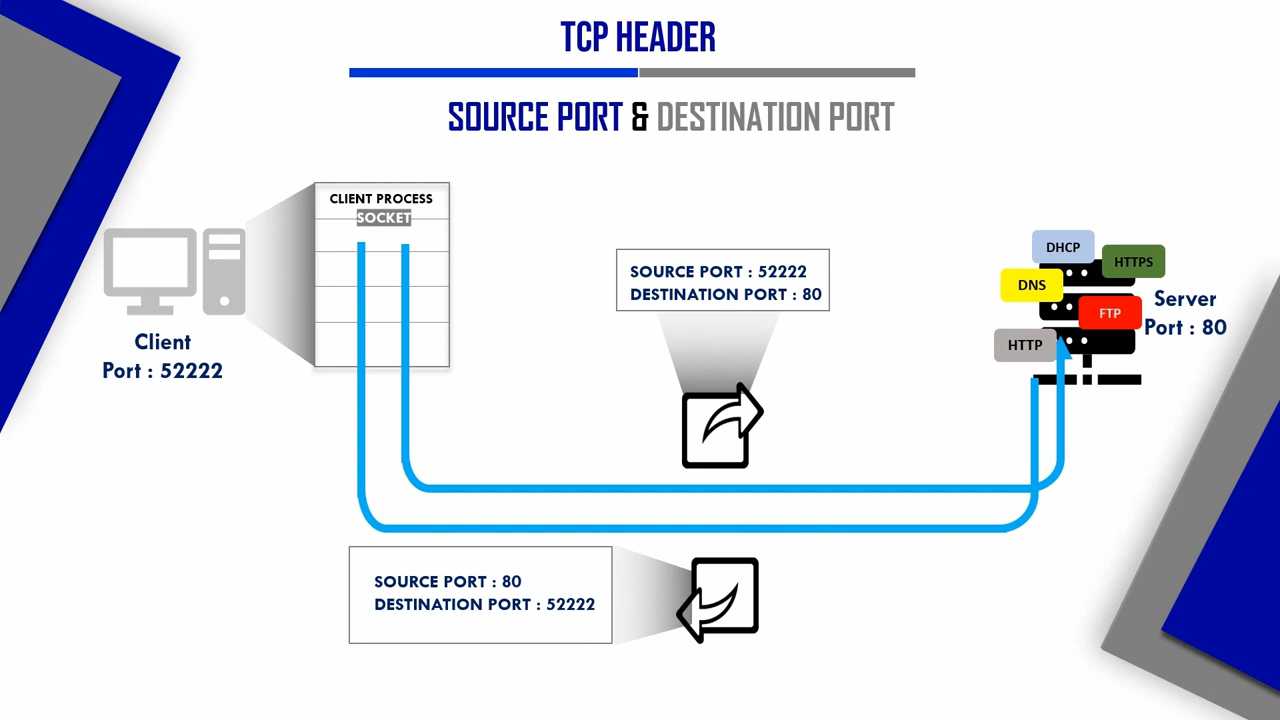 TCP HEADER
SOURCE PORT & DESTINATION PORT
CLIENT PROCESS
SOCKET
Client
Port : 52222
SOURCE PORT : 52222
DESTINATION PORT : 80
DHCP
HTTPS
DNS
FTP
HTTP
Server
Port : 80
SOURCE PORT : 80
DESTINATION PORT : 52222